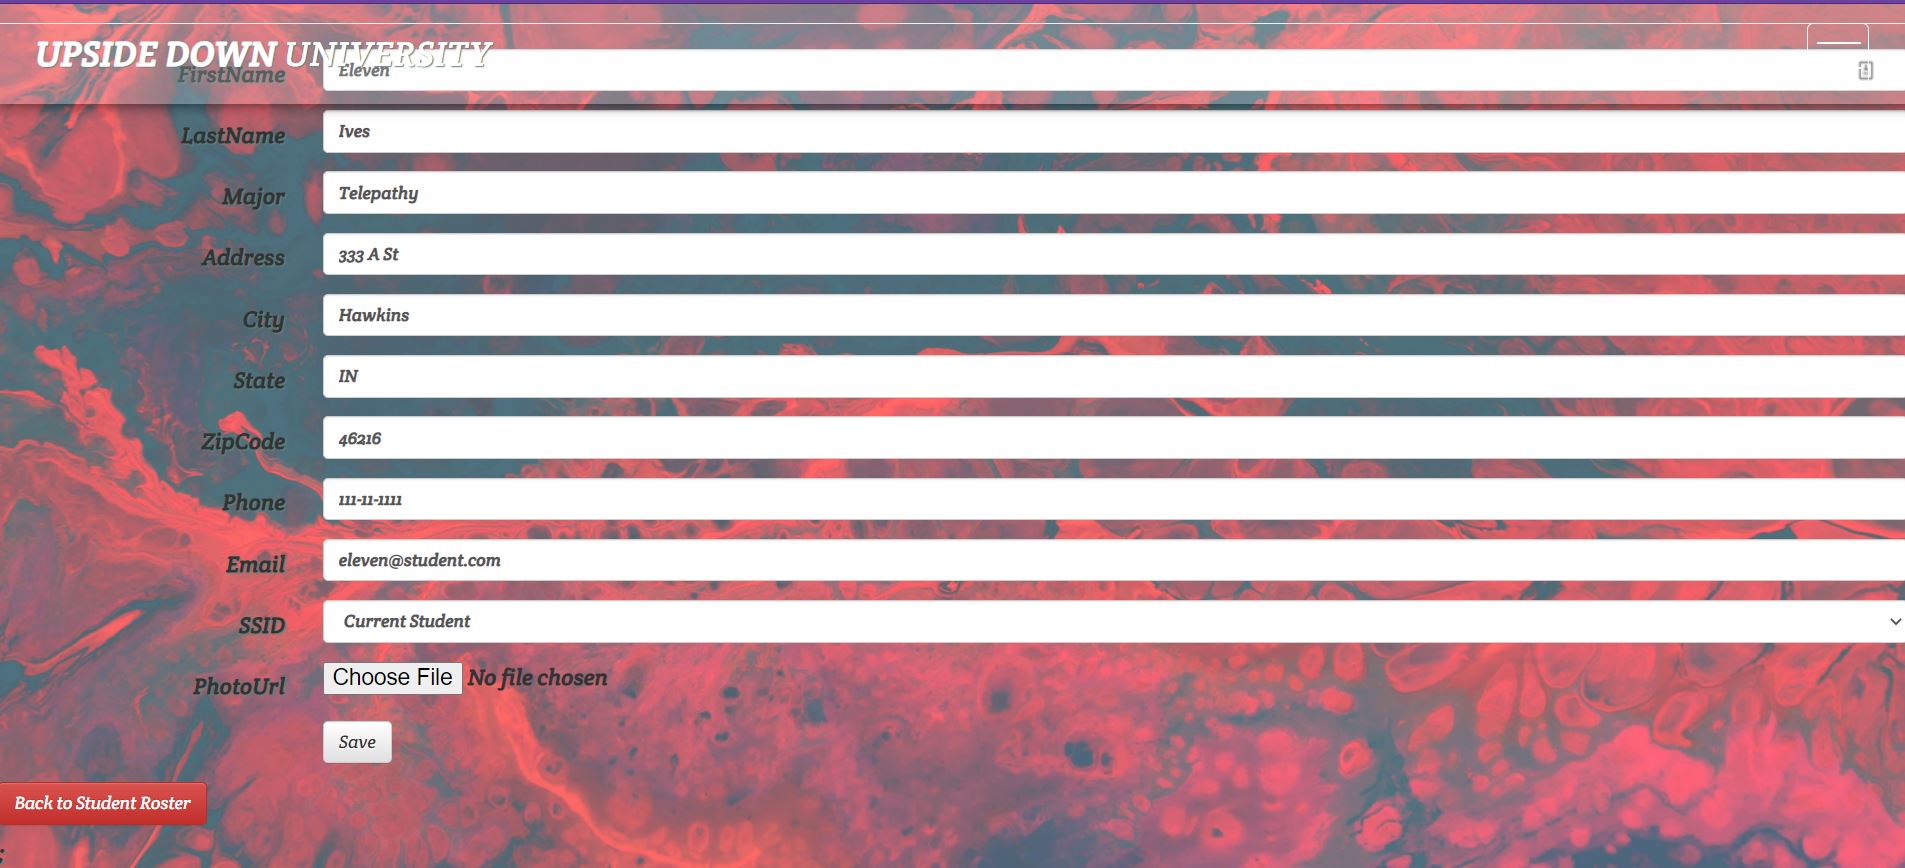 UPSIDE DOWN UNIVERSITY
FirstName Eleven
LastName Ives
Major Telepathy
Address 333 A St
City Hawkins
State IN
ZipCode 46216
Phone 111-11-1111
Email eleven@student.com
SSID Current Student
PhotoUrl Choose File No file chosen
Save
Back to Student Roster
;